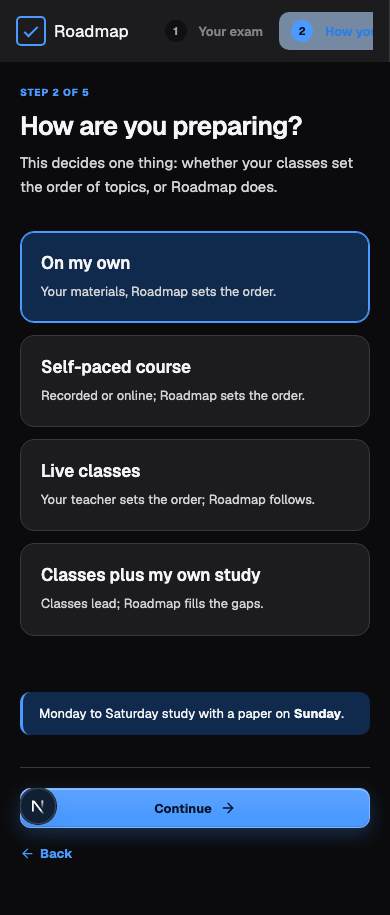 Roadmap
1 Your exam
2 How you
STEP 2 OF 5
How are you preparing?
This decides one thing: whether your classes set
the order of topics, or Roadmap does.
On my own
Your materials, Roadmap sets the order.
Self-paced course
Recorded or online; Roadmap sets the order.
Live classes
Your teacher sets the order; Roadmap follows.
Classes plus my own study
Classes lead; Roadmap fills the gaps.
Monday to Saturday study with a paper on Sunday.
N
Continue →
← Back